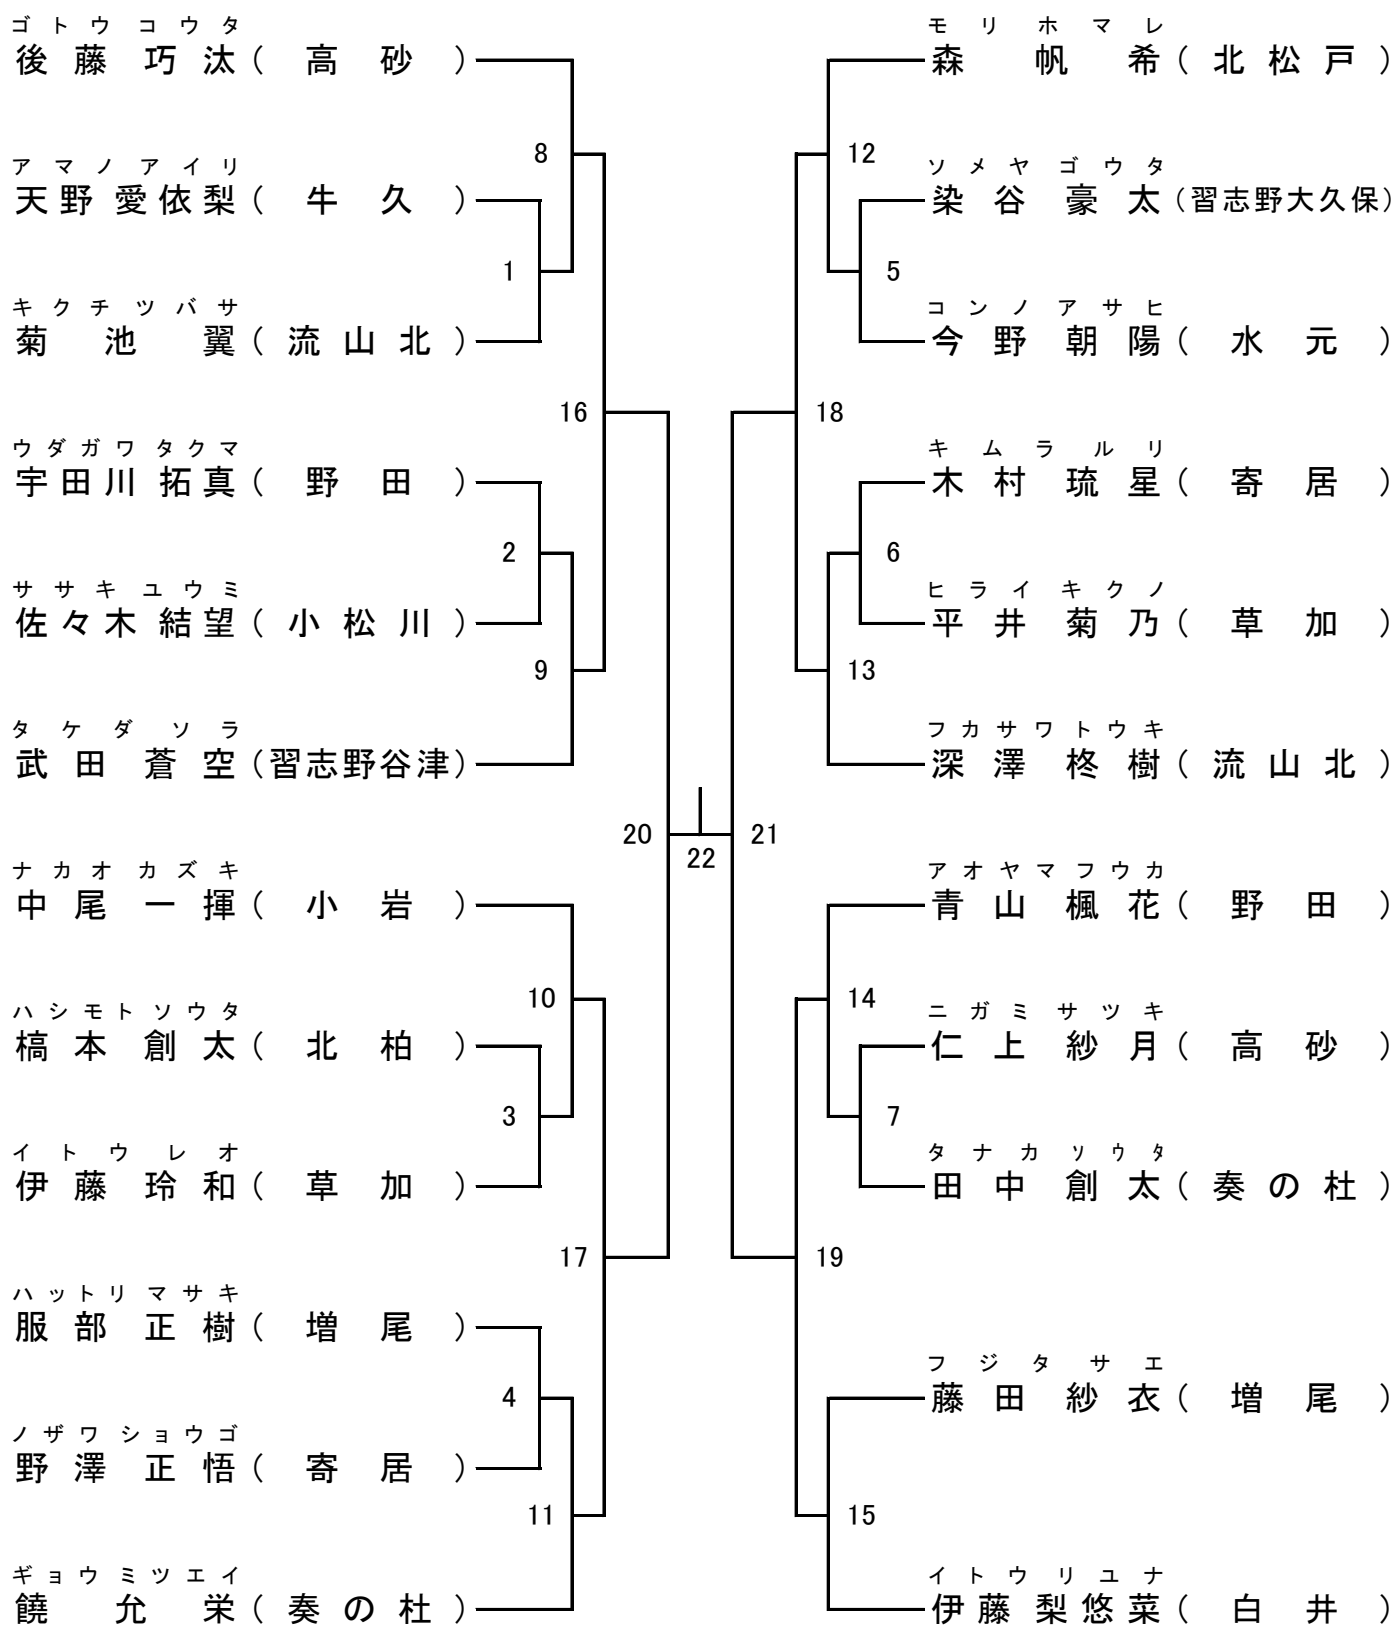 ゴトウコウタ
後藤巧汰(高砂)
8
アマノアイリ
天野愛依梨(牛久)
1
キクチツバサ
菊池翼(流山北)
16
ウダガワタクマ
宇田川拓真(野田)
2
ササキユウミ
佐々木結望(小松川)
9
タケダソラ
武田蒼空(習志野谷津)
20
22
ナカオカズキ
中尾一揮(小岩)
10
ハシモトソウタ
槁本創太(北柏)
3
イトウレオ
伊藤玲和(草加)
17
ハットリマサキ
服部正樹(増尾)
4
ノザワショウゴ
野澤正悟(寄居)
11
ギョウミツエイ
饒允栄(奏の杜)
モリホマレ
森帆希(北松戸)
12
ソメヤゴウタ
染谷豪太(習志野大久保)
5
コンノアサヒ
今野朝陽(水元)
18
キムラルリ
木村琉星(寄居)
6
ヒライキクノ
平井菊乃(草加)
13
フカサワトウキ
深澤柊樹(流山北)
21
アオヤマフウカ
青山楓花(野田)
14
ニガミサツキ
仁上紗月(高砂)
7
タナカソウタ
田中創太(奏の杜)
19
フジタサエ
藤田紗衣(増尾)
15
イトウリユナ
伊藤梨悠菜(白井)